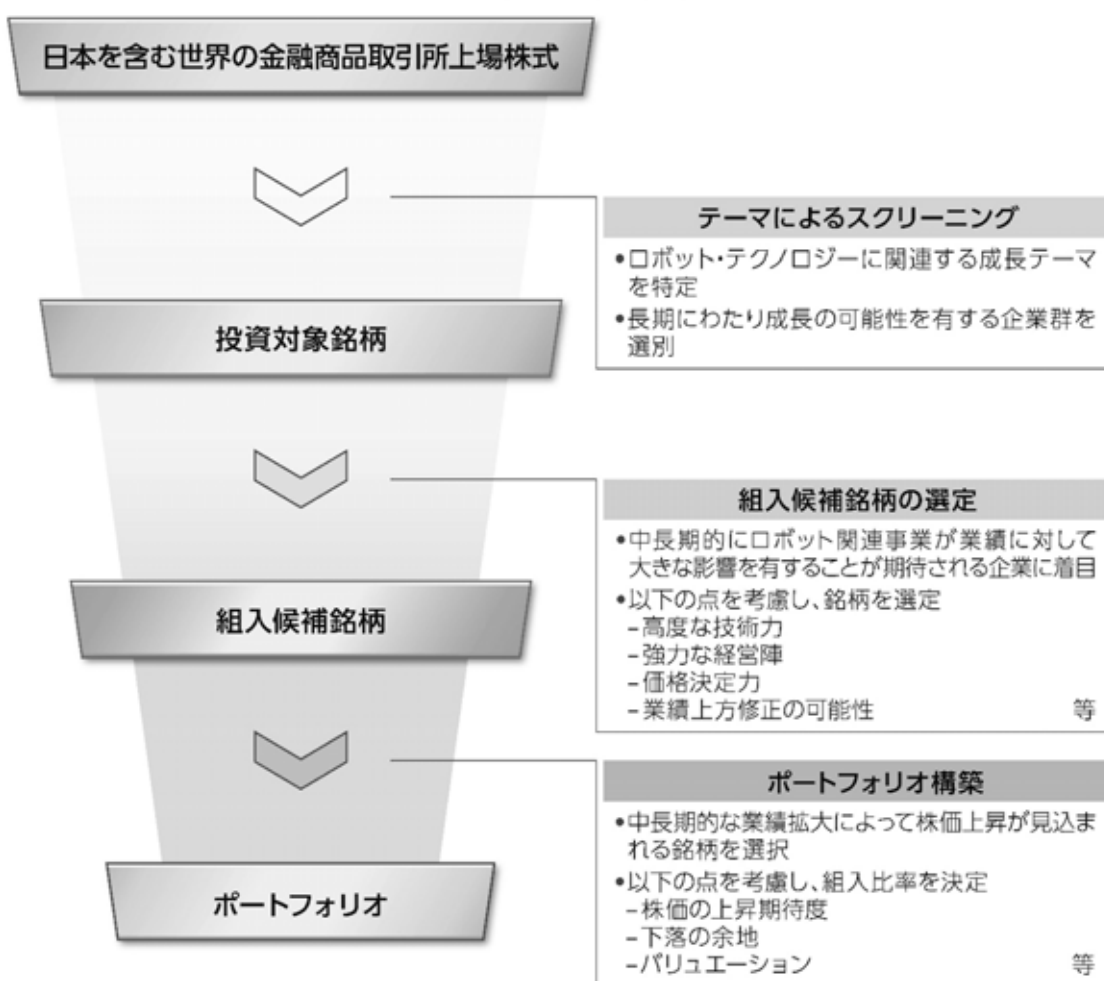 日本を含む世界の金融商品取引所上場株式
テーマによるスクリーニング
•ロボット・テクノロジーに関連する成長テーマ
を特定
•長期にわたり成長の可能性を有する企業群を
選別
投資対象銘柄
組入候補銘柄の選定
•中長期的にロボット関連事業が業績に対して
大きな影響を有することが期待される企業に着目
•以下の点を考慮し、銘柄を選定
−高度な技術力
−強力な経営陣
−価格決定力
−業績上方修正の可能性 等
組入候補銘柄
ポートフォリオ構築
•中長期的な業績拡大によって株価上昇が見込ま
れる銘柄を選択
•以下の点を考慮し、組入比率を決定
−株価の上昇期待度
−下落の余地
−バリュエーション 等
ポートフォリオ